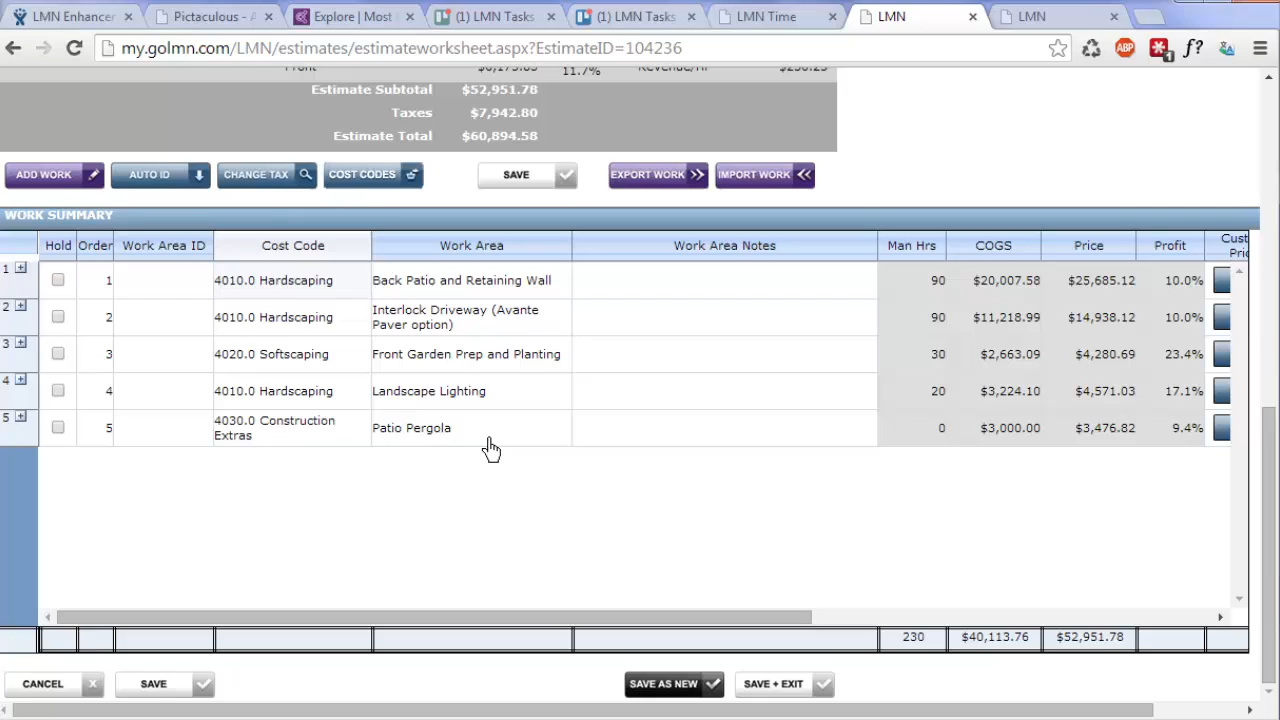 LMN Enhancer
Pictaculous - A
Explore | Most
(1) LMN Tasks
(1) LMN Tasks
LMN Time
LMN
LMN
my.golmn.com/LMN/estimates/estimateworksheet.aspx?EstimateID=104236
ABP
1
f?
11.7%
Estimate Subtotal $52,951.78
Taxes $7,942.80
Estimate Total $60,894.58
ADD WORK
AUTO ID
CHANGE TAX
COST CODES
SAVE
EXPORT WORK
IMPORT WORK
WORK SUMMARY
Hold Order Work Area ID Cost Code Work Area Work Area Notes Man Hrs COGS Price Profit Cust
Pric
1 1 4010.0 Hardscaping Back Patio and Retaining Wall 90 $20,007.58 $25,685.12 10.0%
2 2 4010.0 Hardscaping Interlock Driveway (Avante
Paver option) 90 $11,218.99 $14,938.12 10.0%
3 3 4020.0 Softscaping Front Garden Prep and Planting 30 $2,663.09 $4,280.69 23.4%
4 4 4010.0 Hardscaping Landscape Lighting 20 $3,224.10 $4,571.03 17.1%
5 5 4030.0 Construction
Extras Patio Pergola 0 $3,000.00 $3,476.82 9.4%
230 $40,113.76 $52,951.78
CANCEL
SAVE
SAVE AS NEW
SAVE + EXIT